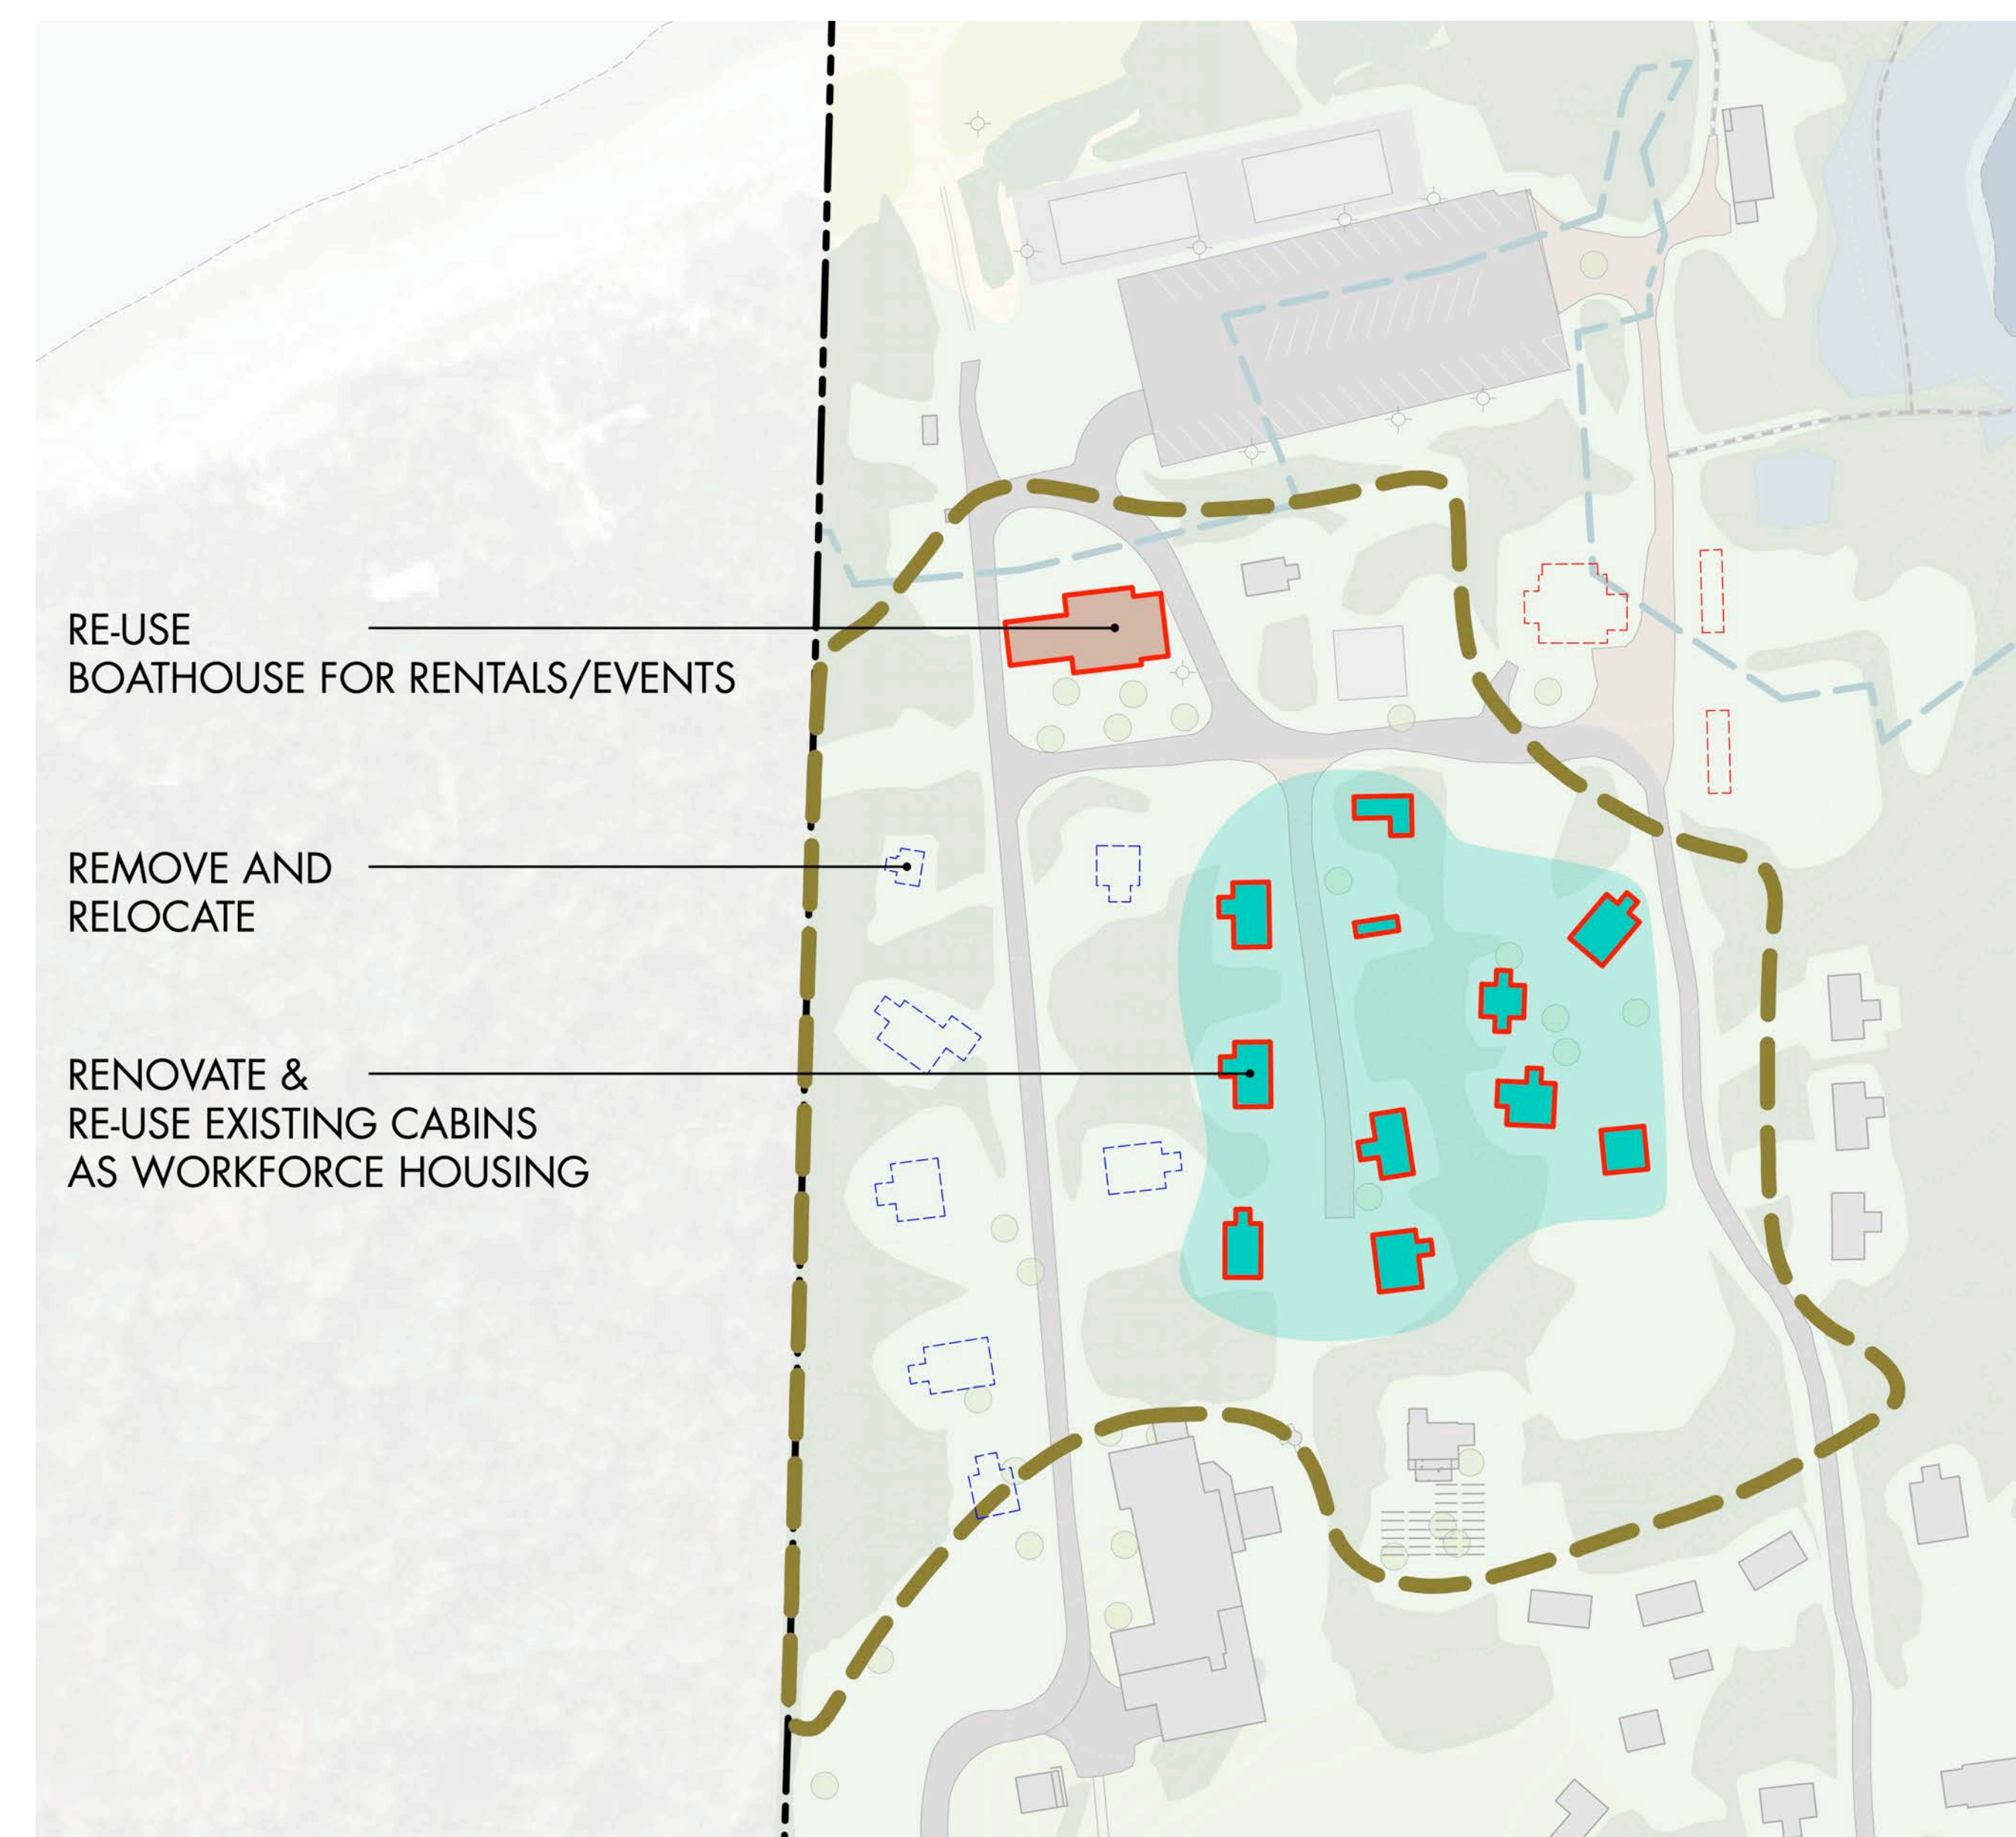 RE-USE
BOATHOUSE FOR RENTALS/EVENTS
REMOVE AND
RELOCATE
RENOVATE &
RE-USE EXISTING CABINS
AS WORKFORCE HOUSING